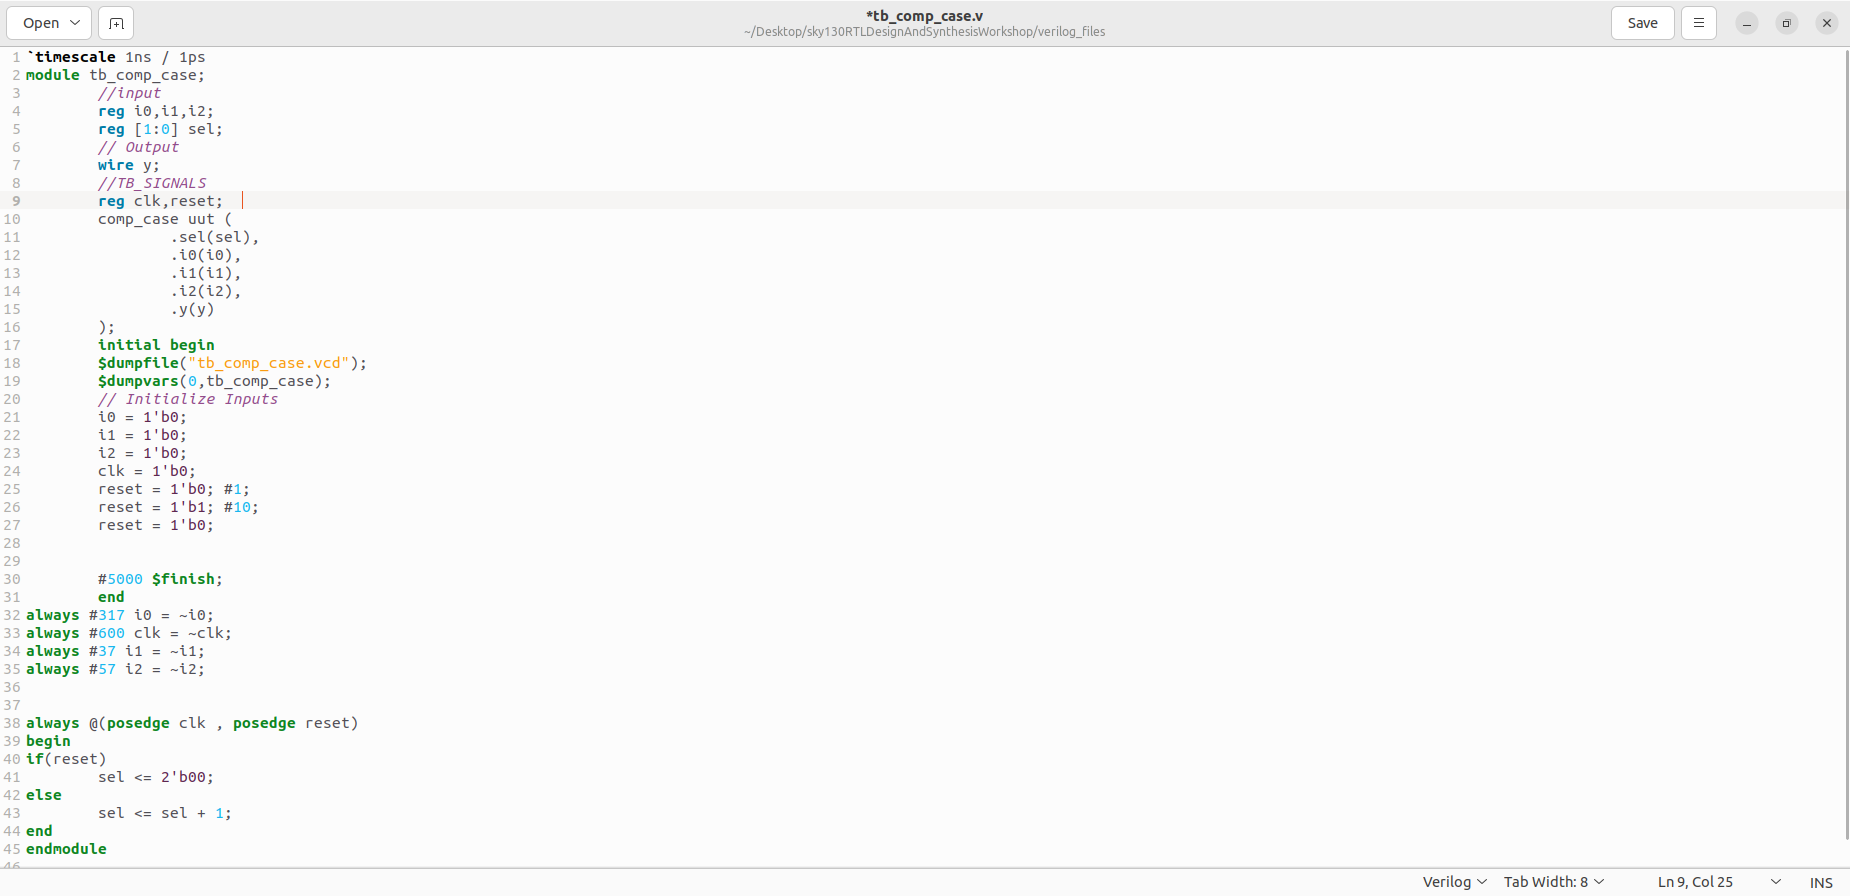 Open
*tb_comp_case.v
~/Desktop/sky130RTLDesignAndSynthesisWorkshop/verilog_files
Save
1 `timescale 1ns / 1ps
2 module tb_comp_case;
3 //input
4 reg i0,i1,i2;
5 reg [1:0] sel;
6 // Output
7 wire y;
8 //TB_SIGNALS
9 reg clk,reset;
10 comp_case uut (
11 .sel(sel),
12 .i0(i0),
13 .i1(i1),
14 .i2(i2),
15 .y(y)
16 );
17 initial begin
18 $dumpfile("tb_comp_case.vcd");
19 $dumpvars(0,tb_comp_case);
20 // Initialize Inputs
21 i0 = 1'b0;
22 i1 = 1'b0;
23 i2 = 1'b0;
24 clk = 1'b0;
25 reset = 1'b0; #1;
26 reset = 1'b1; #10;
27 reset = 1'b0;
28
29
30 #5000 $finish;
31 end
32 always #317 i0 = ~i0;
33 always #600 clk = ~clk;
34 always #37 i1 = ~i1;
35 always #57 i2 = ~i2;
36
37
38 always @(posedge clk , posedge reset)
39 begin
40 if(reset)
41 sel <= 2'b00;
42 else
43 sel <= sel + 1;
44 end
45 endmodule
46
Verilog Tab Width: 8 Ln 9, Col 25 INS